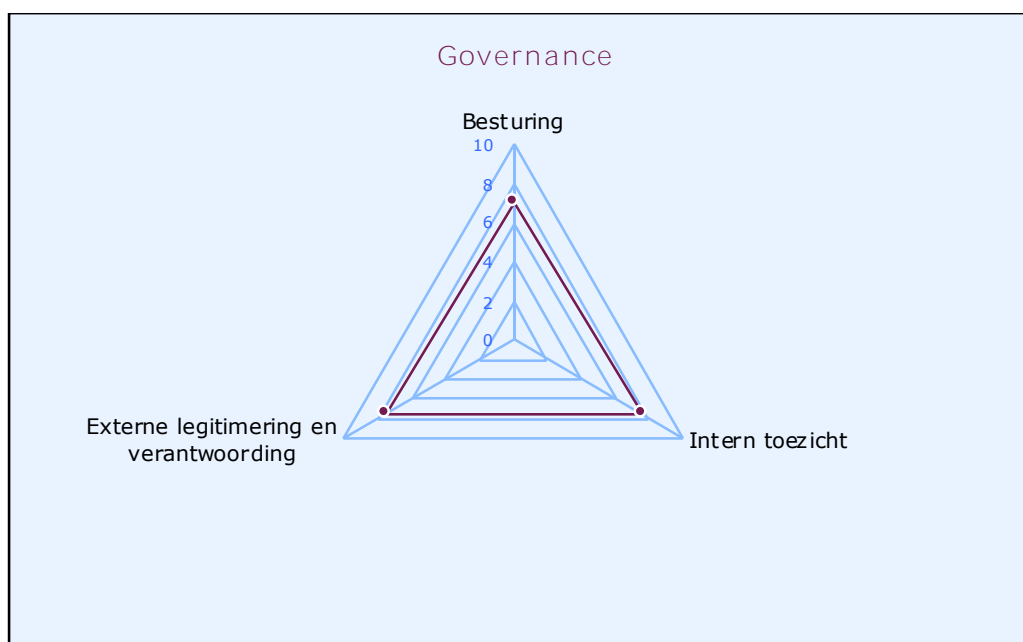 Governance
Besturing
10
8
6
4
2
0
Externe legitimering en
verantwoording
Intern toezicht